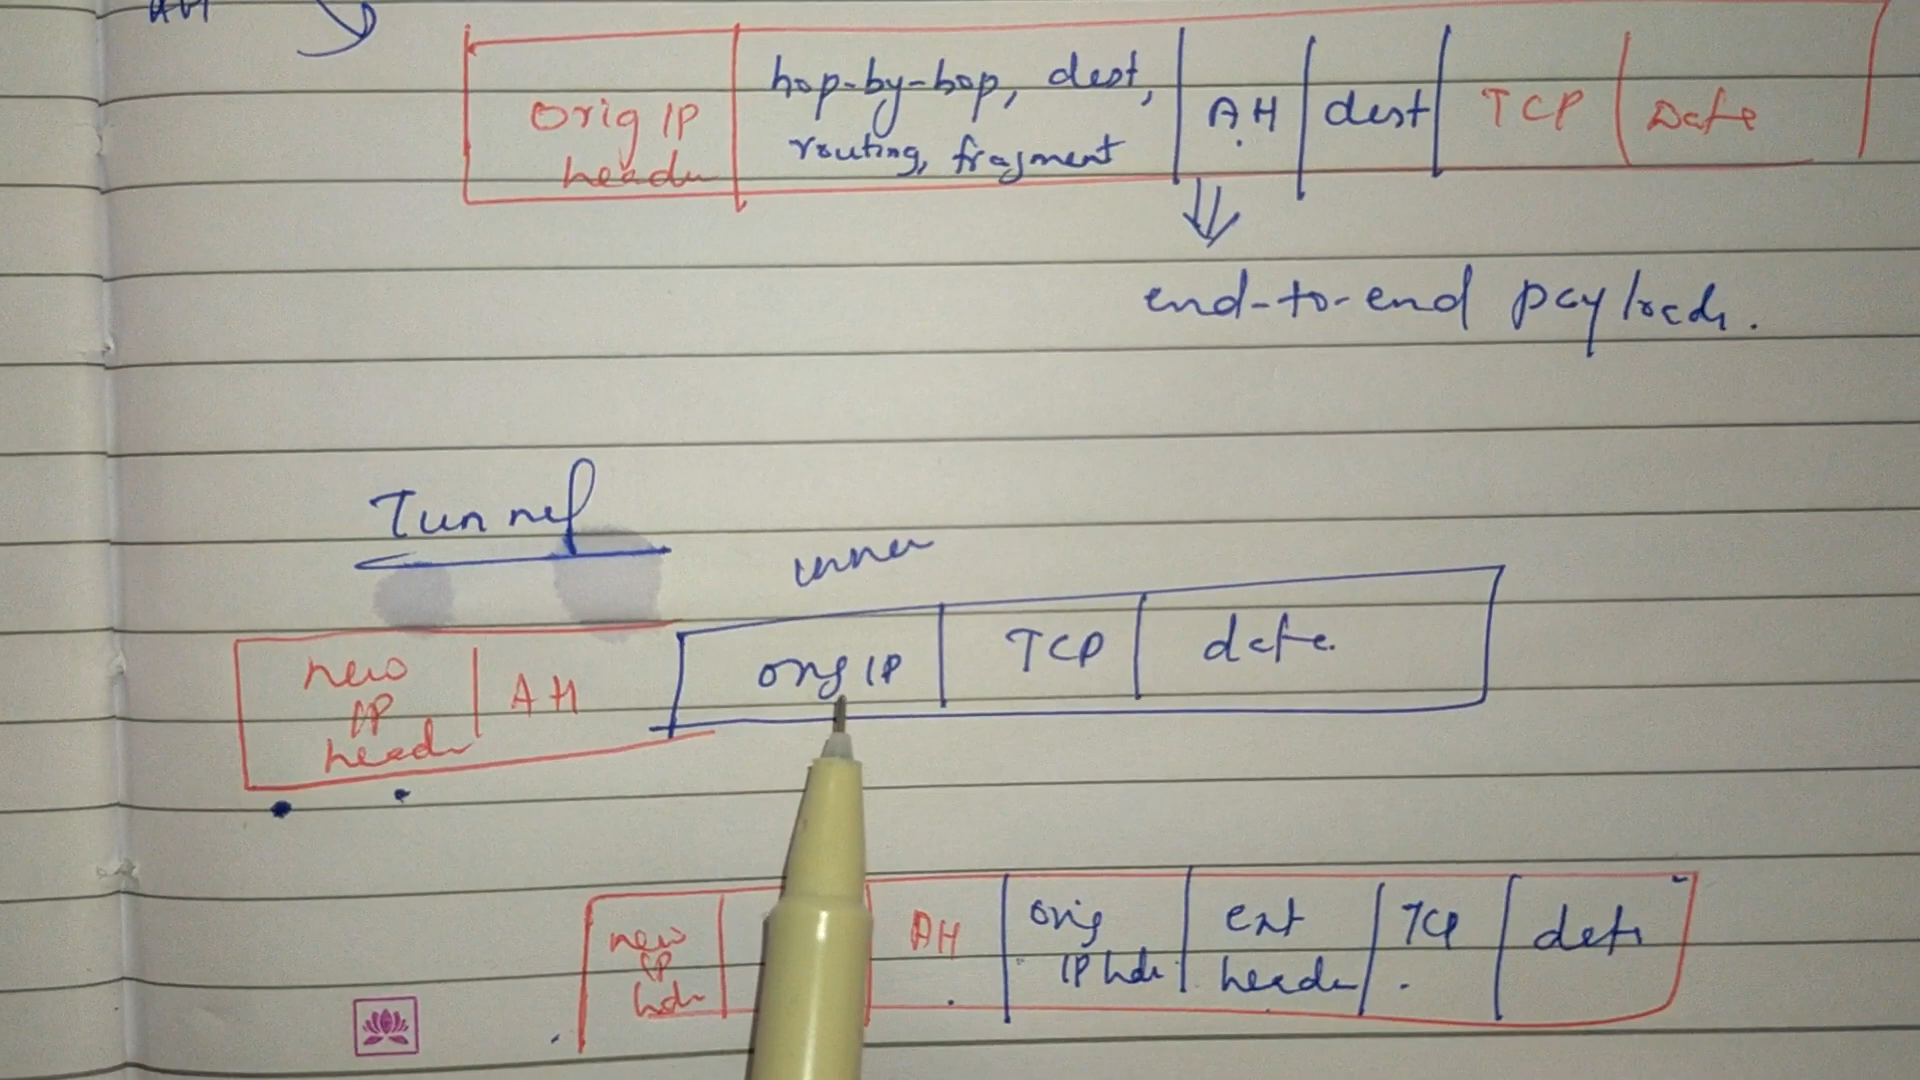 hop-by-hop, dest,
Orig IP AH dest TCP Data
header routing, fragment
end-to-end payloads.
Tunnel
inner
new
IP
header AH orig IP TCP data
new
IP
hdr AH orig
IP hdr ext
header TCP data